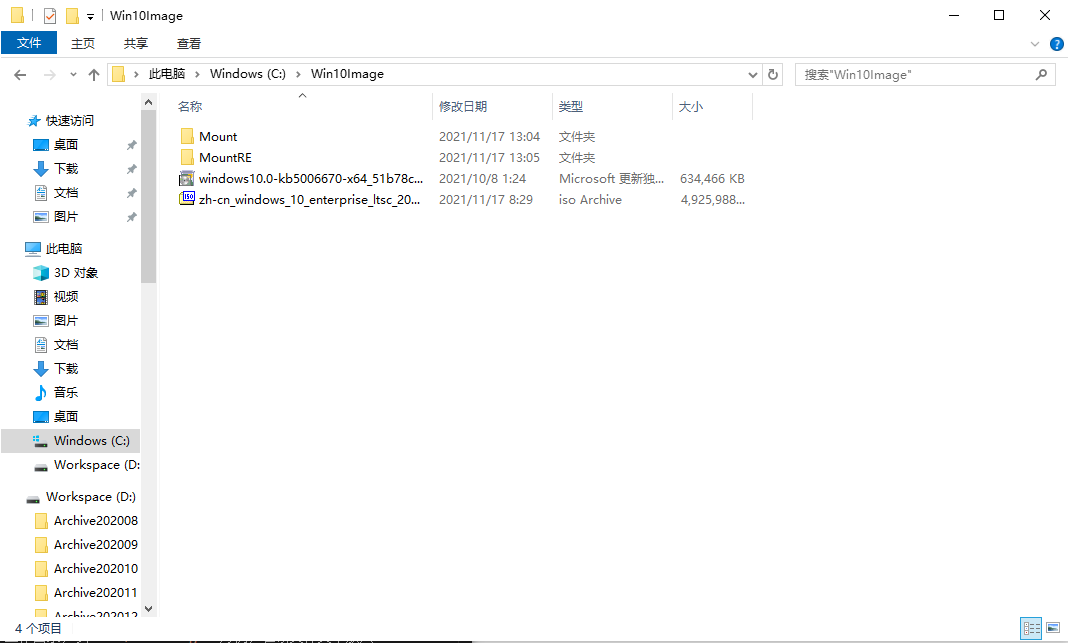 Win10Image
文件 主页 共享 查看
此电脑 Windows (C:) Win10Image 搜索"Win10Image"
名称 修改日期 类型 大小
Mount 2021/11/17 13:04 文件夹
MountRE 2021/11/17 13:05 文件夹
windows10.0-kb5006670-x64_51b78c... 2021/10/8 1:24 Microsoft 更新独... 634,466 KB
zh-cn_windows_10_enterprise_ltsc_20... 2021/11/17 8:29 iso Archive 4,925,988...
快速访问
桌面
下载
文档
图片
此电脑
3D 对象
视频
图片
文档
下载
音乐
桌面
Windows (C:)
Workspace (D:
Workspace (D:)
Archive202008
Archive202009
Archive202010
Archive202011
Archive202012
4 个项目